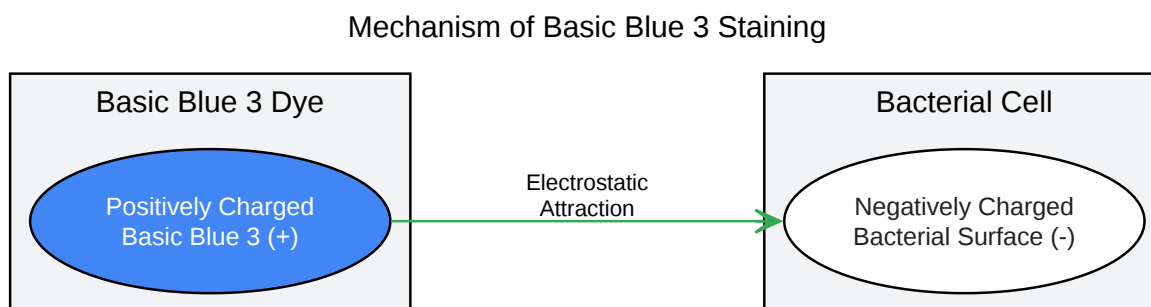 Mechanism of Basic Blue 3 Staining
Basic Blue 3 Dye
Positively Charged
Basic Blue 3 (+)
Electrostatic
Attraction
Bacterial Cell
Negatively Charged
Bacterial Surface (-)